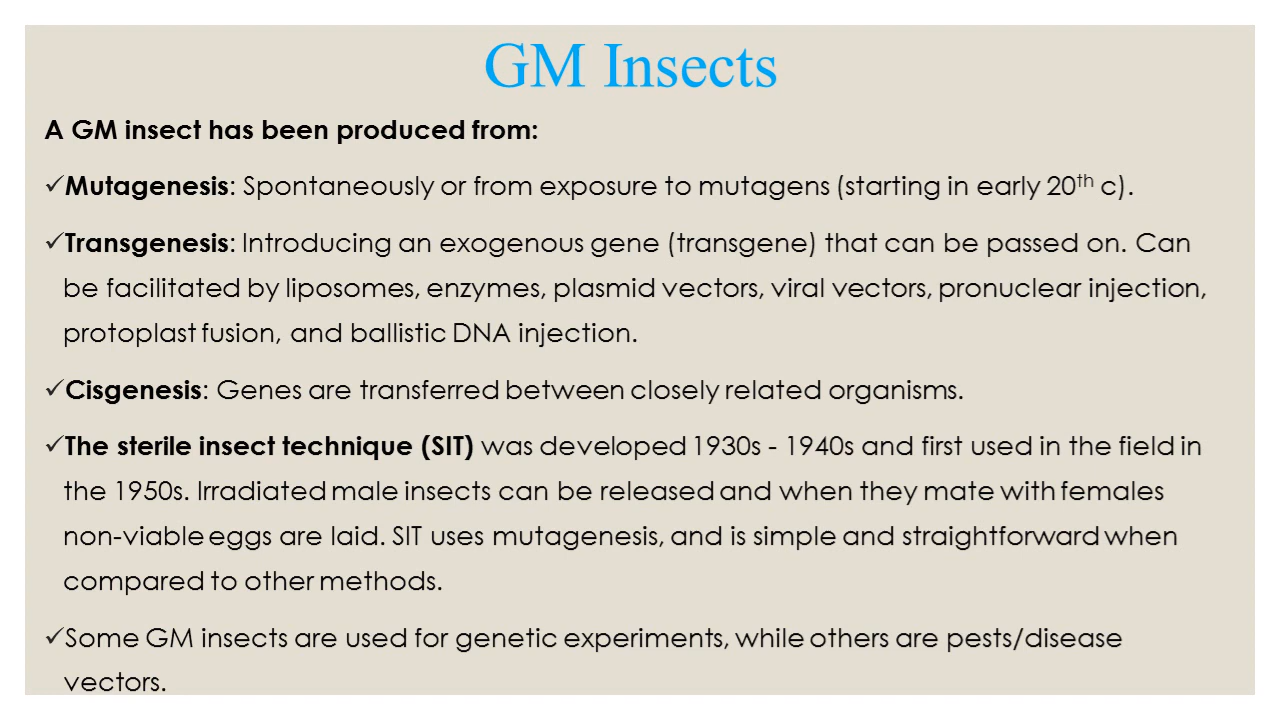 GM Insects
A GM insect has been produced from:
✓Mutagenesis: Spontaneously or from exposure to mutagens (starting in early 20th c).
✓Transgenesis: Introducing an exogenous gene (transgene) that can be passed on. Can
be facilitated by liposomes, enzymes, plasmid vectors, viral vectors, pronuclear injection,
protoplast fusion, and ballistic DNA injection.
✓Cisgenesis: Genes are transferred between closely related organisms.
✓The sterile insect technique (SIT) was developed 1930s - 1940s and first used in the field in
the 1950s. Irradiated male insects can be released and when they mate with females
non-viable eggs are laid. SIT uses mutagenesis, and is simple and straightforward when
compared to other methods.
✓Some GM insects are used for genetic experiments, while others are pests/disease
vectors.